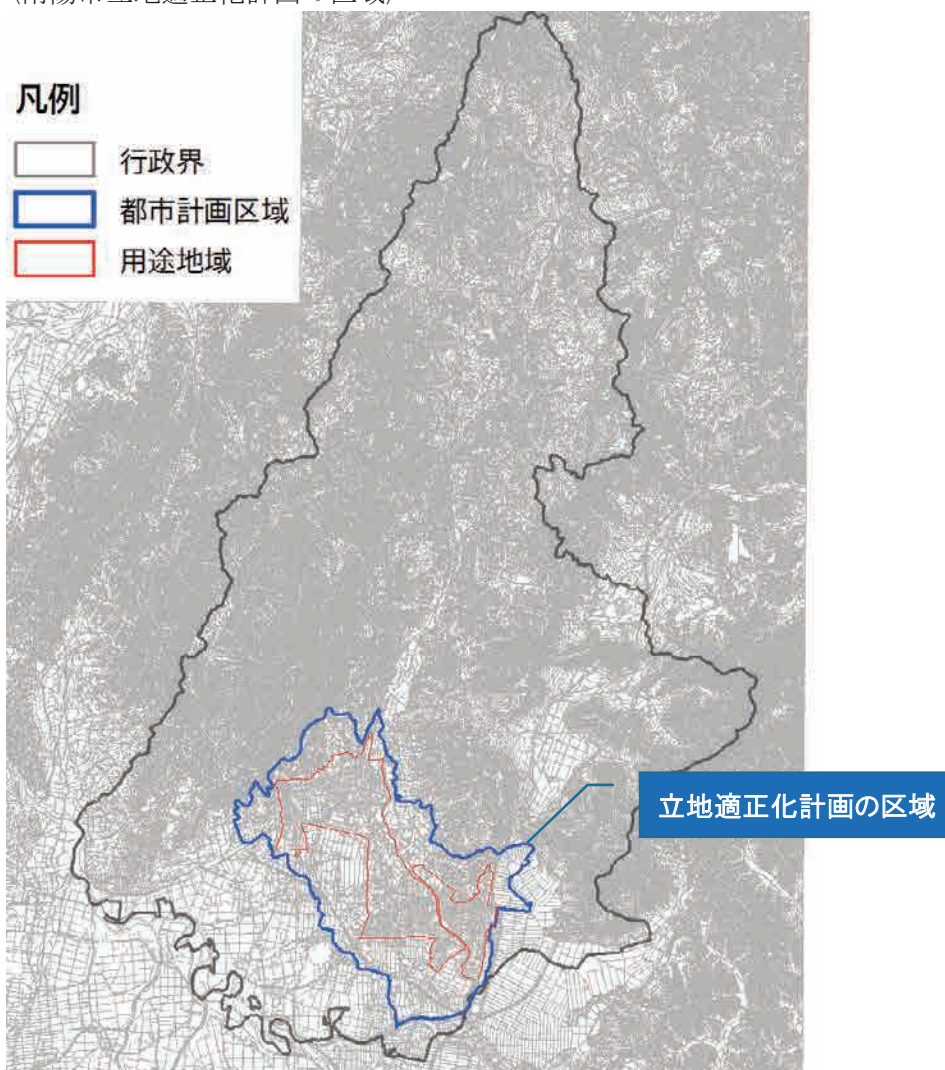 凡例
行政界
都市計画区域
用途地域
立地適正化計画の区域